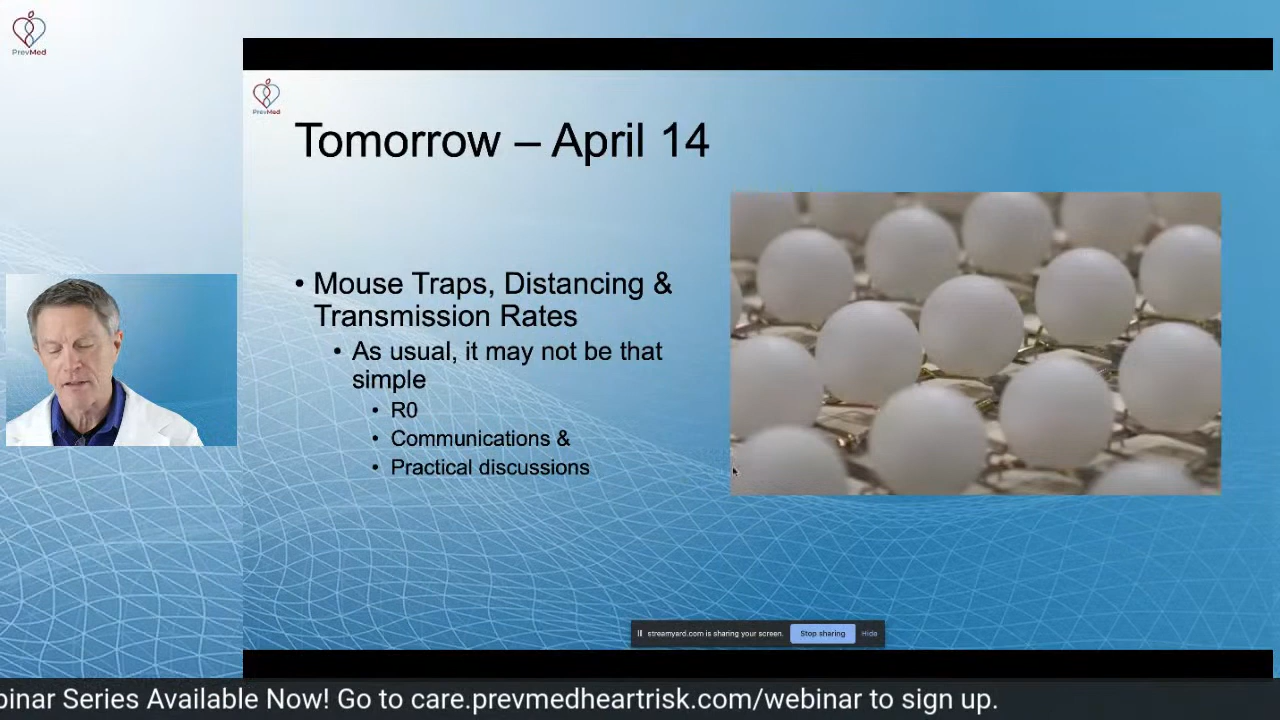 PrevMed
PrevMed
Tomorrow – April 14
• Mouse Traps, Distancing &
Transmission Rates
• As usual, it may not be that
simple
• R0
• Communications &
• Practical discussions
streamyard.com is sharing your screen. Stop sharing Hide
binar Series Available Now! Go to care.prevmedheartrisk.com/webinar to sign up.